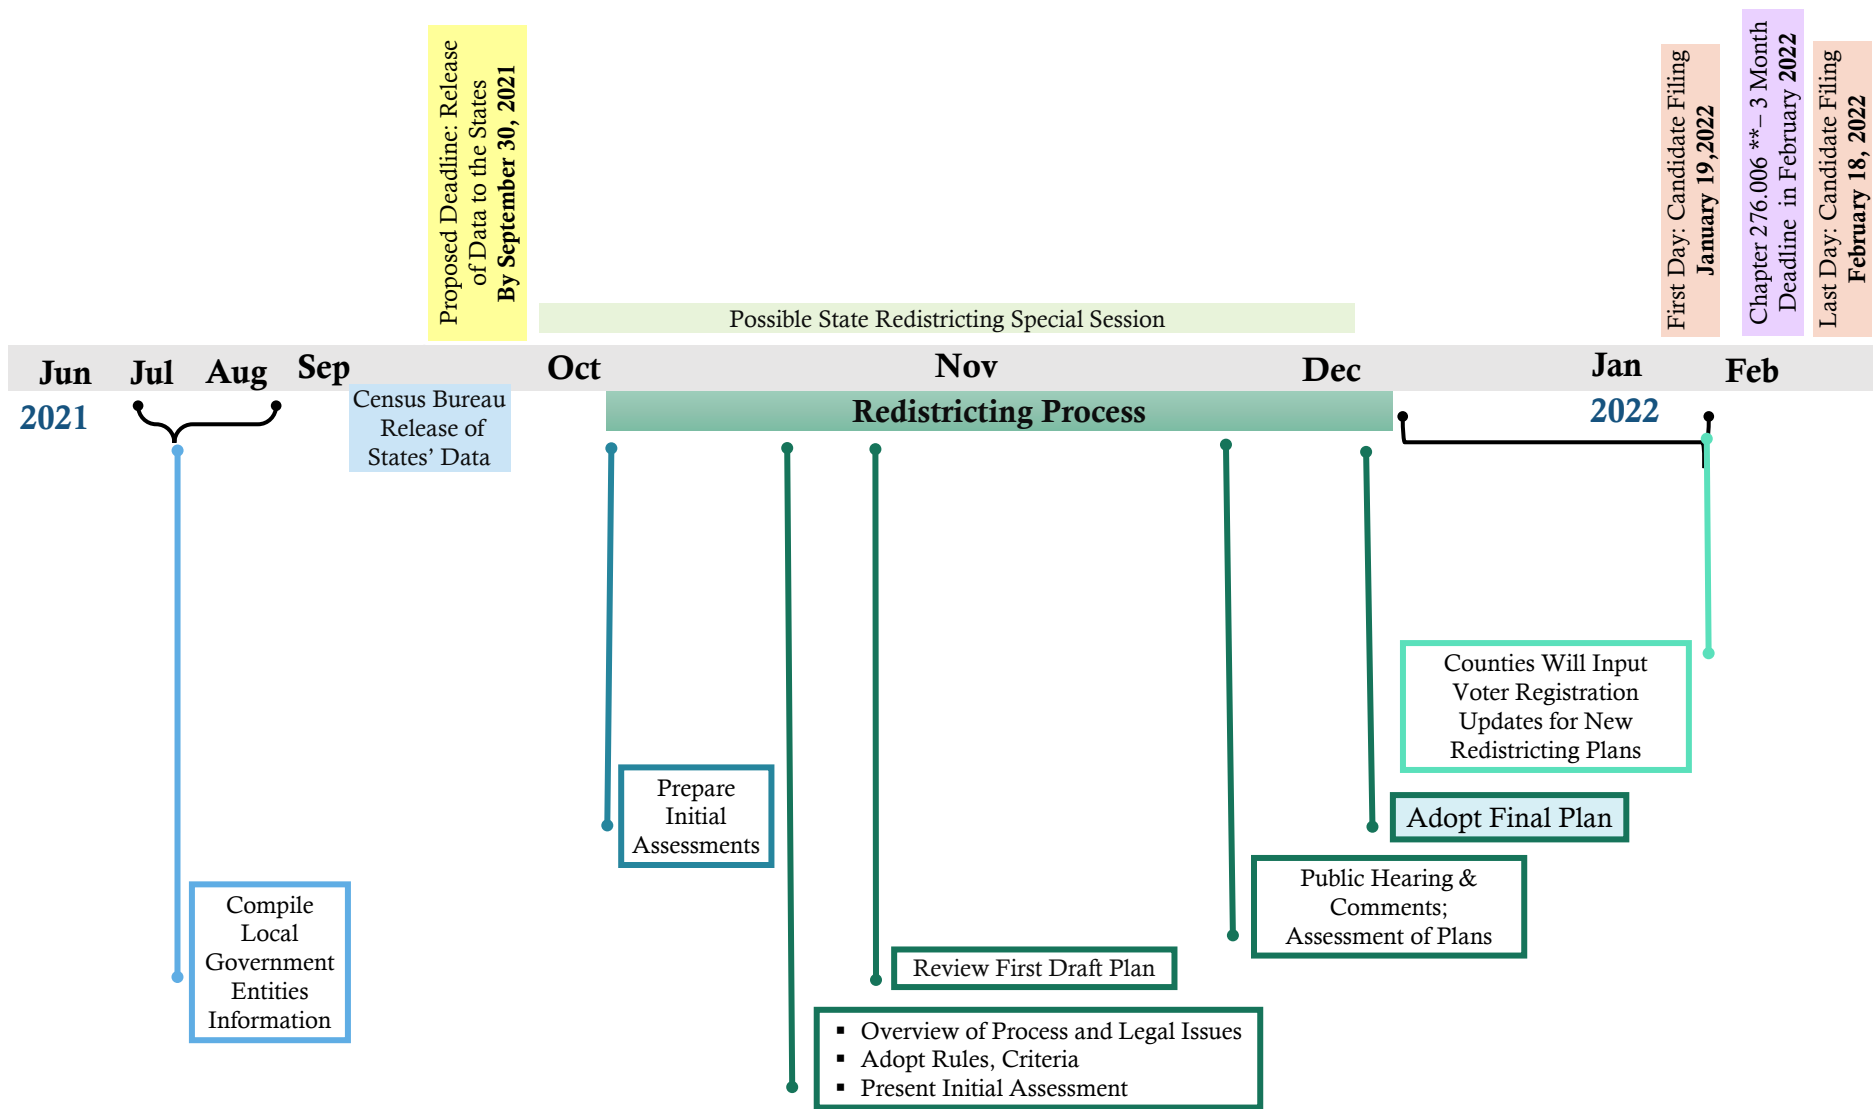 Proposed Deadline: Release
of Data to the States
By September 30, 2021
First Day: Candidate Filing
January 19,2022
Chapter 276.006 **– 3 Month
Deadline in February 2022
Last Day: Candidate Filing
February 18, 2022
Possible State Redistricting Special Session
Jun Jul Aug Sep Oct Nov Dec Jan Feb
2021
2022
Census Bureau
Release of
States’ Data
Redistricting Process
Counties Will Input
Voter Registration
Updates for New
Redistricting Plans
Prepare
Initial
Assessments
Adopt Final Plan
Public Hearing &
Comments;
Assessment of Plans
Compile
Local
Government
Entities
Information
Review First Draft Plan
▪ Overview of Process and Legal Issues
▪ Adopt Rules, Criteria
▪ Present Initial Assessment